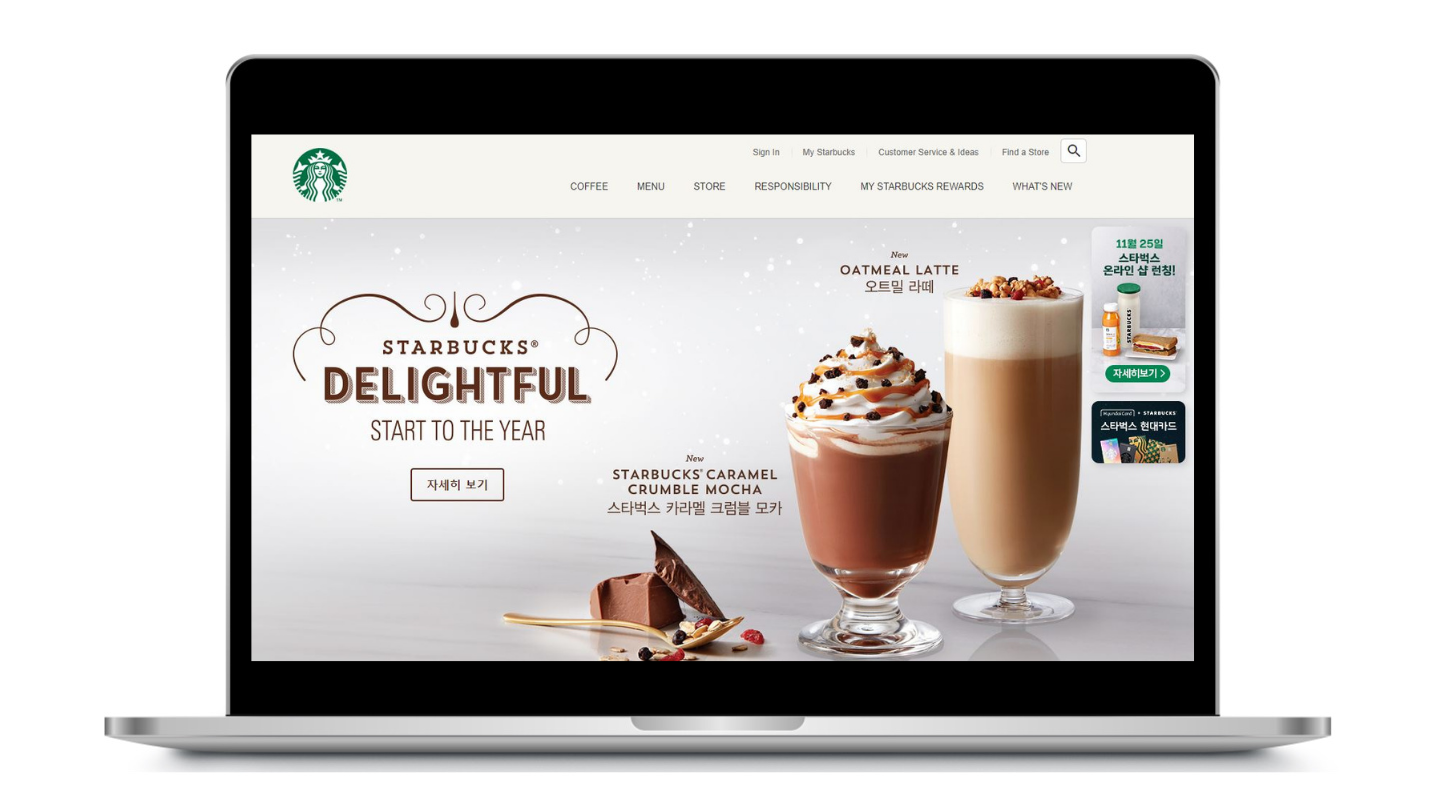 Sign In
My Starbucks
Customer Service & Ideas
Find a Store
COFFEE
MENU
STORE
RESPONSIBILITY
MY STARBUCKS REWARDS
WHAT'S NEW
TM
STARBUCKS®
DELIGHTFUL
START TO THE YEAR
자세히 보기
New
OATMEAL LATTE
오트밀 라떼
New
STARBUCKS® CARAMEL
CRUMBLE MOCHA
스타벅스 카라멜 크럼블 모카
11월 25일
스타벅스
온라인 샵 런칭!
STARBUCKS
자세히보기 >
HyundaiCard + STARBUCKS
스타벅스 현대카드